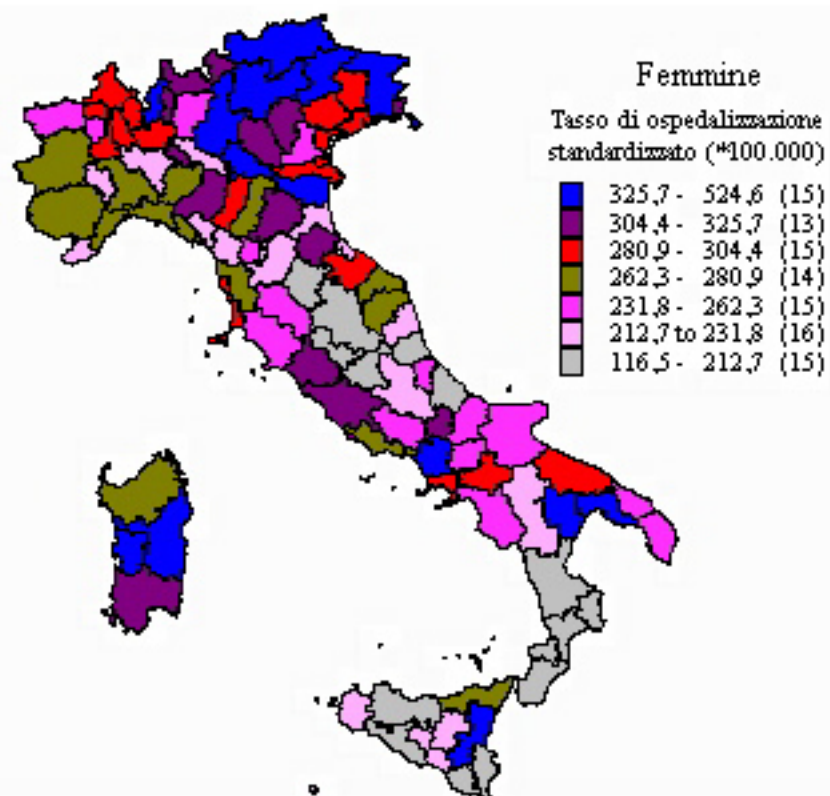 Femmine
Tasso di ospedalizzazione
standardizzato (*100.000)
325,7 - 524,6 (15)
304,4 - 325,7 (13)
280,9 - 304,4 (15)
262,3 - 280,9 (14)
231,8 - 262,3 (15)
212,7 to 231,8 (16)
116,5 - 212,7 (15)